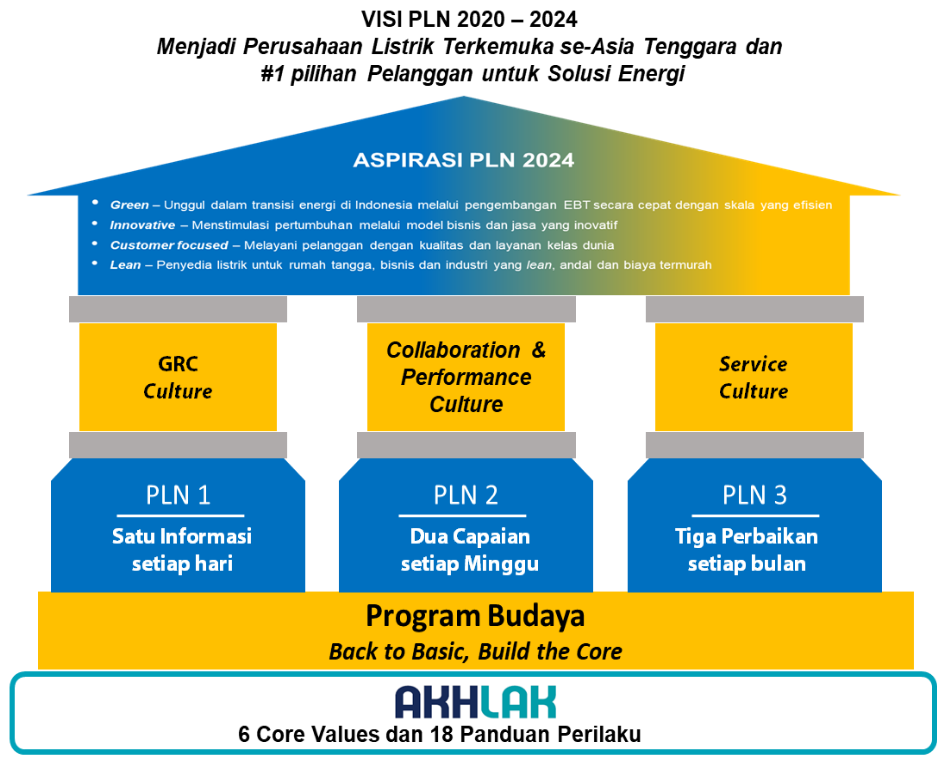 VISI PLN 2020 – 2024
Menjadi Perusahaan Listrik Terkemuka se-Asia Tenggara dan
#1 pilihan Pelanggan untuk Solusi Energi
ASPIRASI PLN 2024
• Green – Unggul dalam transisi energi di Indonesia melalui pengembangan EBT secara cepat dengan skala yang efisien
• Innovative – Menstimulasi pertumbuhan melalui model bisnis dan jasa yang inovatif
• Customer focused – Melayani pelanggan dengan kualitas dan layanan kelas dunia
• Lean – Penyedia listrik untuk rumah tangga, bisnis dan industri yang lean, andal dan biaya termurah
GRC
Culture
Collaboration &
Performance
Culture
Service
Culture
PLN 1
Satu Informasi
setiap hari
PLN 2
Dua Capaian
setiap Minggu
PLN 3
Tiga Perbaikan
setiap bulan
Program Budaya
Back to Basic, Build the Core
AKHLAK
6 Core Values dan 18 Panduan Perilaku